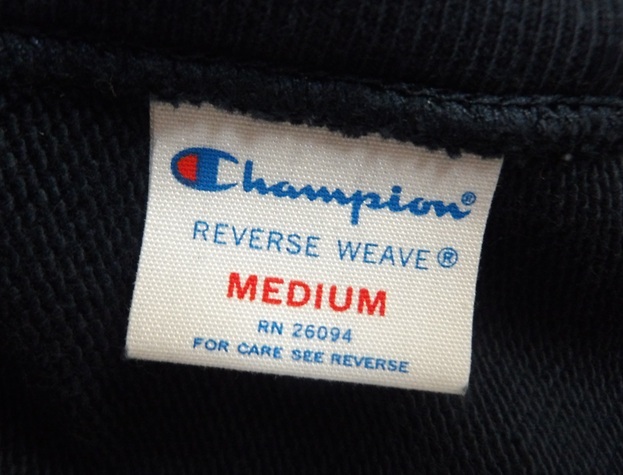 Champion®
REVERSE WEAVE®
MEDIUM
RN 26094
FOR CARE SEE REVERSE